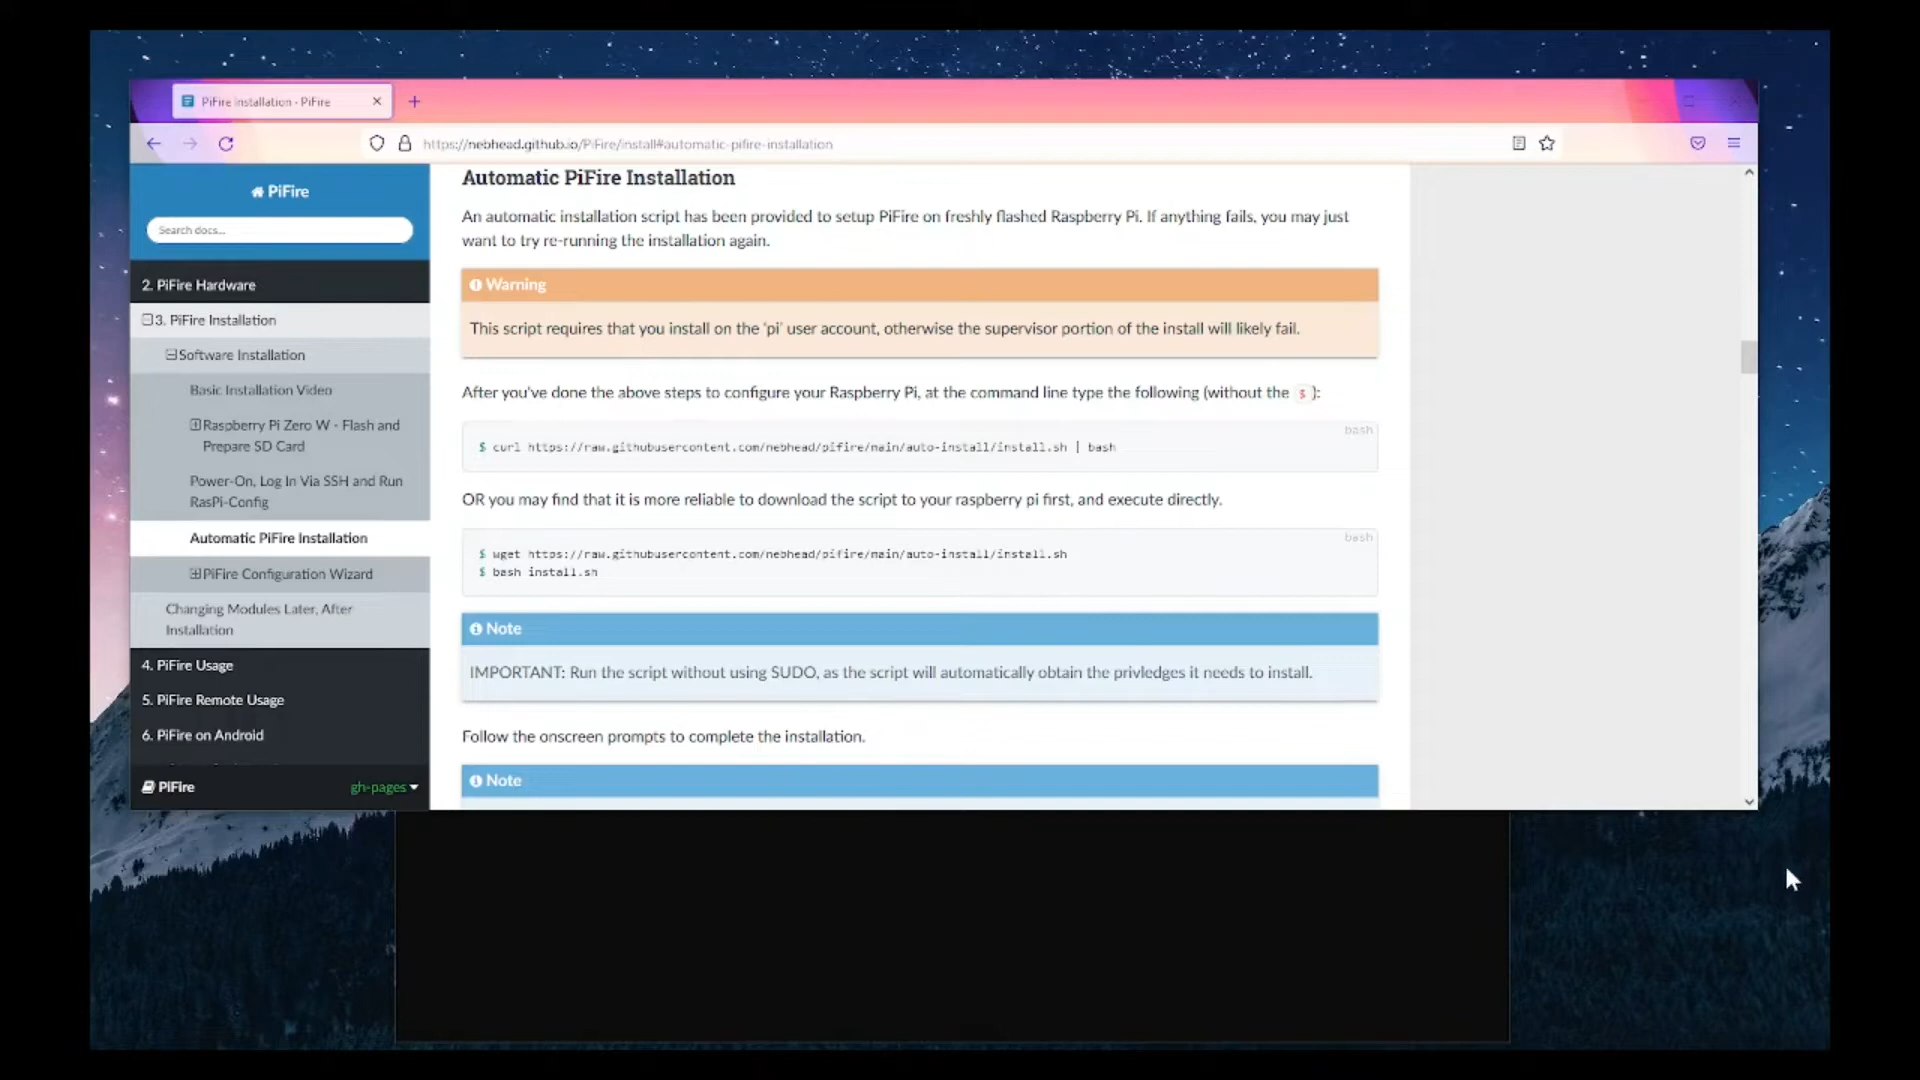 PiFire installation - PiFire
https://nebhead.github.io/PiFire/install#automatic-pifire-installation
PiFire
Search docs...
2. PiFire Hardware
3. PiFire Installation
Software Installation
Basic Installation Video
Raspberry Pi Zero W - Flash and
Prepare SD Card
Power-On, Log In Via SSH and Run
RasPi-Config
Automatic PiFire Installation
PiFire Configuration Wizard
Changing Modules Later, After
Installation
4. PiFire Usage
5. PiFire Remote Usage
6. PiFire on Android
PiFire
gh-pages
Automatic PiFire Installation
An automatic installation script has been provided to setup PiFire on freshly flashed Raspberry Pi. If anything fails, you may just
want to try re-running the installation again.
Warning
This script requires that you install on the 'pi' user account, otherwise the supervisor portion of the install will likely fail.
After you've done the above steps to configure your Raspberry Pi, at the command line type the following (without the $ ):
bash
$ curl https://raw.githubusercontent.com/nebhead/pifire/main/auto-install/install.sh | bash
OR you may find that it is more reliable to download the script to your raspberry pi first, and execute directly.
bash
$ wget https://raw.githubusercontent.com/nebhead/pifire/main/auto-install/install.sh
$ bash install.sh
Note
IMPORTANT: Run the script without using SUDO, as the script will automatically obtain the privledges it needs to install.
Follow the onscreen prompts to complete the installation.
Note